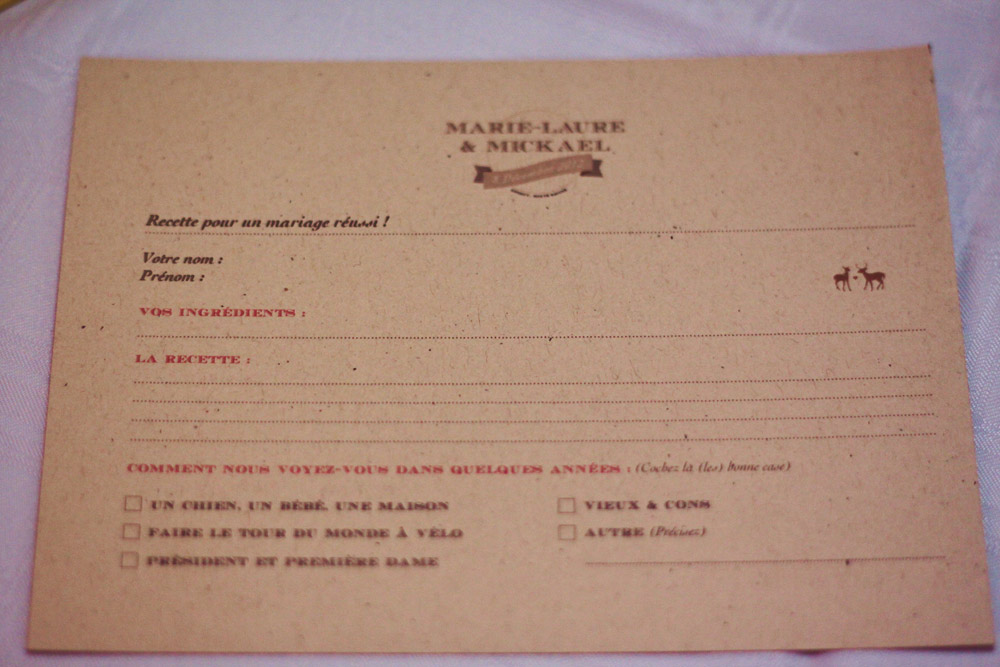 MARIE-LAURE
& MICKAEL
Recette pour un mariage réussi !
Votre nom :
Prénom :
VOS INGRÉDIENTS :
LA RECETTE :
COMMENT NOUS VOYEZ-VOUS DANS QUELQUES ANNÉES : (Cochez là (les) bonne case)
UN CHIEN, UN BÉBÉ, UNE MAISON
VIEUX & CONS
FAIRE LE TOUR DU MONDE À VÉLO
AUTRE (Précisez)
PRÉSIDENT ET PREMIÈRE DAME